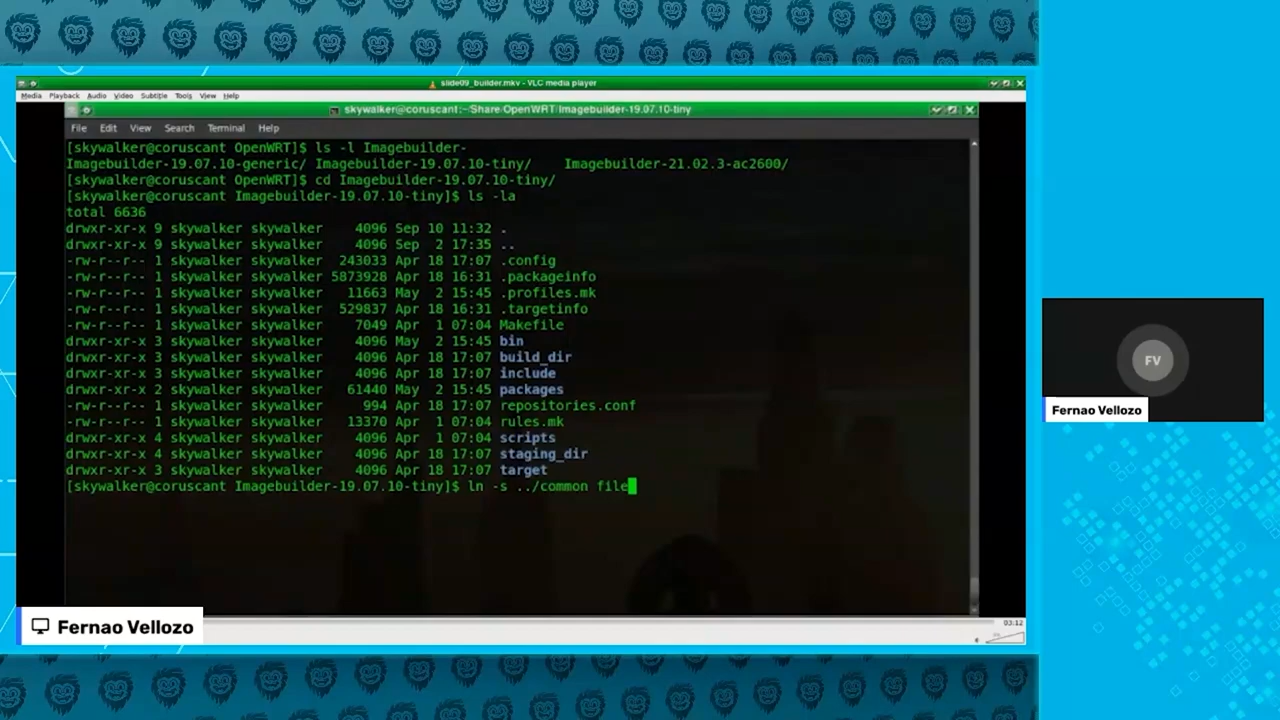 slide09_builder.mkv - VLC media player
Media Playback Audio Video Subtitle Tools View Help
skywalker@coruscant:~/Share/OpenWRT/Imagebuilder-19.07.10-tiny
File Edit View Search Terminal Help
[skywalker@coruscant OpenWRT]$ ls -l Imagebuilder-
Imagebuilder-19.07.10-generic/ Imagebuilder-19.07.10-tiny/ Imagebuilder-21.02.3-ac2600/
[skywalker@coruscant OpenWRT]$ cd Imagebuilder-19.07.10-tiny/
[skywalker@coruscant Imagebuilder-19.07.10-tiny]$ ls -la
total 6636
drwxr-xr-x 9 skywalker skywalker 4096 Sep 10 11:32 .
drwxr-xr-x 9 skywalker skywalker 4096 Sep 2 17:35 ..
-rw-r--r-- 1 skywalker skywalker 243033 Apr 18 17:07 .config
-rw-r--r-- 1 skywalker skywalker 5873928 Apr 18 16:31 .packageinfo
-rw-r--r-- 1 skywalker skywalker 11663 May 2 15:45 .profiles.mk
-rw-r--r-- 1 skywalker skywalker 529837 Apr 18 16:31 .targetinfo
-rw-r--r-- 1 skywalker skywalker 7049 Apr 1 07:04 Makefile
drwxr-xr-x 3 skywalker skywalker 4096 May 2 15:45 bin
drwxr-xr-x 3 skywalker skywalker 4096 Apr 18 17:07 build_dir
drwxr-xr-x 3 skywalker skywalker 4096 Apr 18 17:07 include
drwxr-xr-x 2 skywalker skywalker 61440 May 2 15:45 packages
-rw-r--r-- 1 skywalker skywalker 994 Apr 18 17:07 repositories.conf
-rw-r--r-- 1 skywalker skywalker 13370 Apr 1 07:04 rules.mk
drwxr-xr-x 4 skywalker skywalker 4096 Apr 1 07:04 scripts
drwxr-xr-x 4 skywalker skywalker 4096 Apr 18 17:07 staging_dir
drwxr-xr-x 3 skywalker skywalker 4096 Apr 18 17:07 target
[skywalker@coruscant Imagebuilder-19.07.10-tiny]$ ln -s ../common file
03:12
Fernao Vellozo
FV
Fernao Vellozo